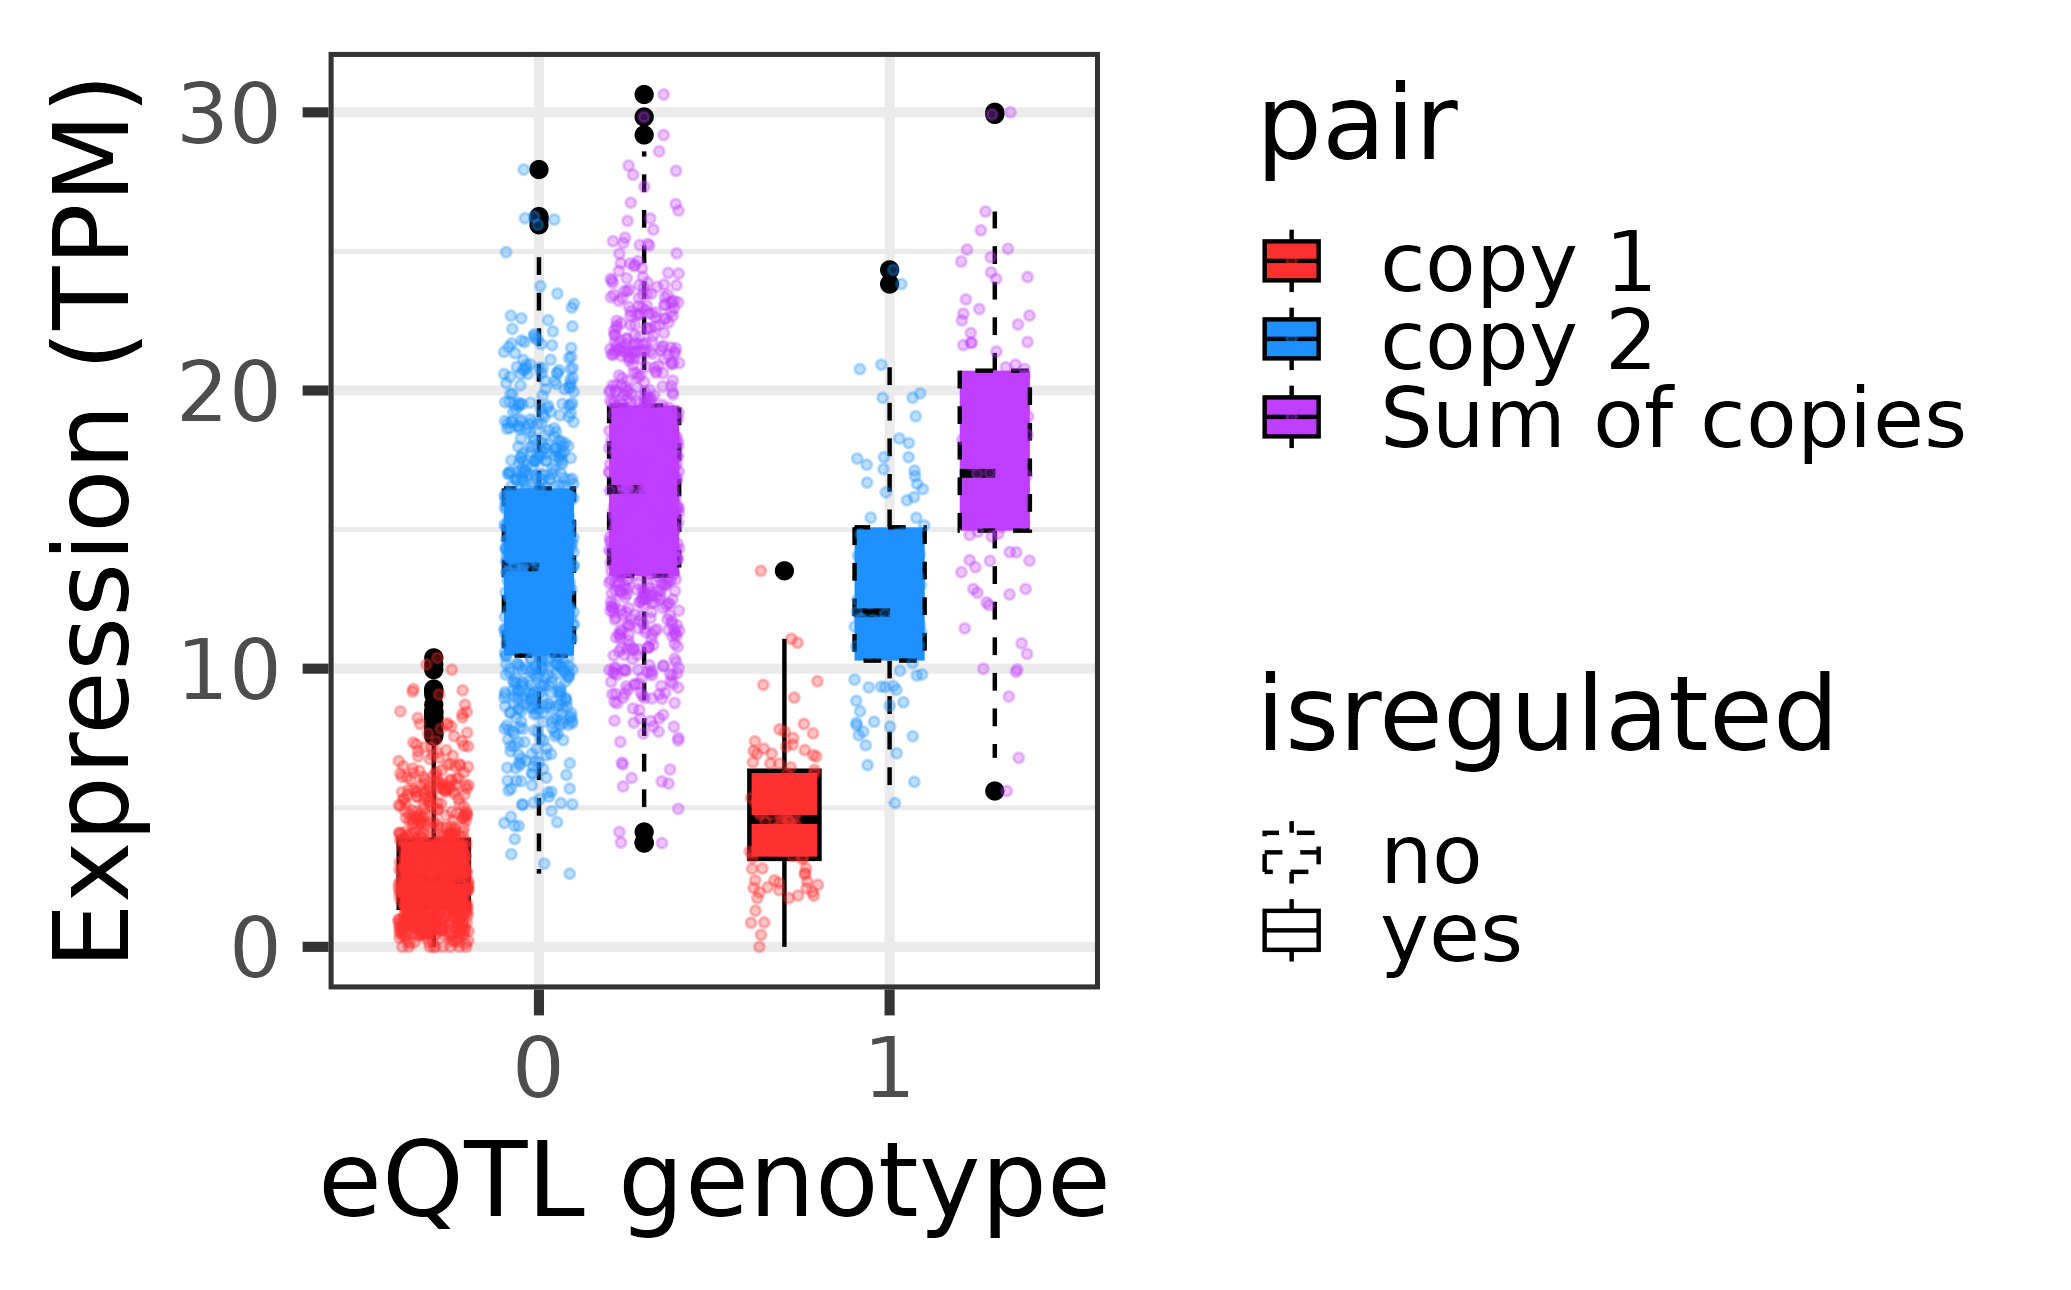 Expression (TPM)
30
20
10
0
0
1
eQTL genotype
pair
copy 1
copy 2
Sum of copies
isregulated
no
yes